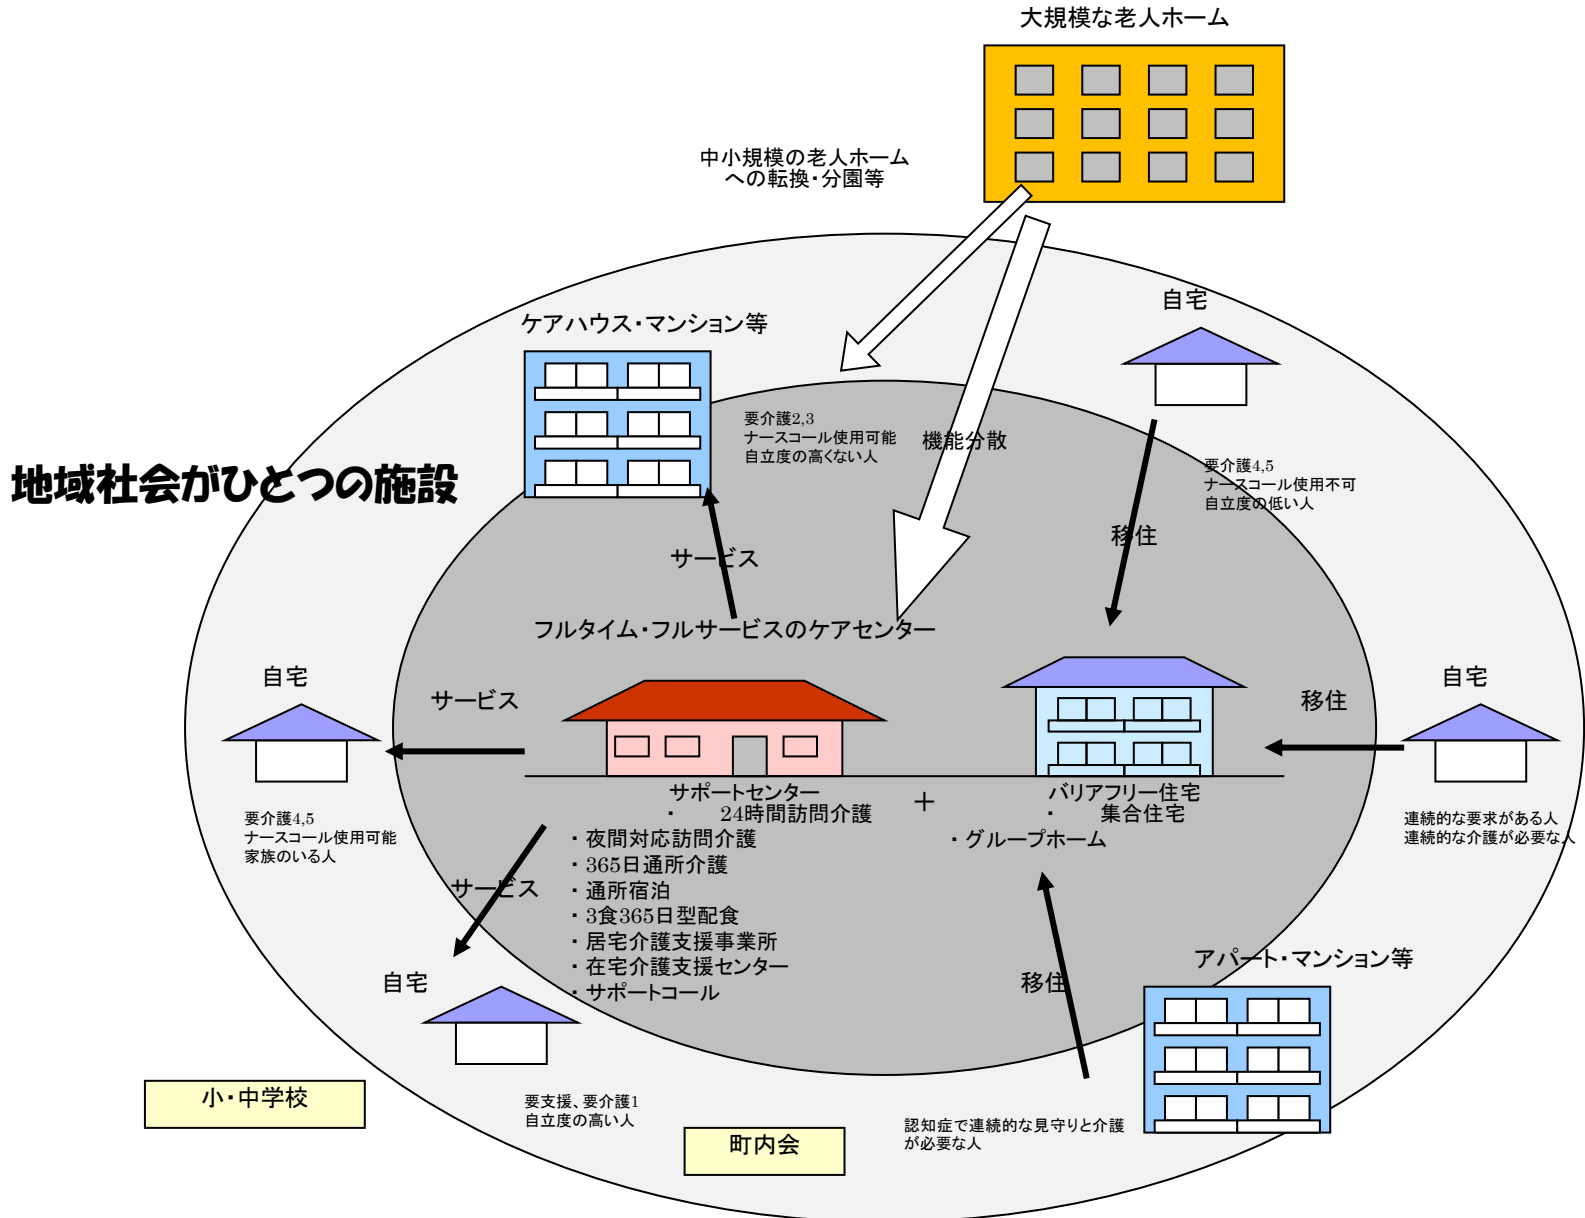 大規模な老人ホーム
中小規模の老人ホーム
への転換・分園等
自宅
ケアハウス・マンション等
要介護2,3
ナースコール使用可能
自立度の高くない人
機能分散
要介護4,5
ナースコール使用不可
自立度の低い人
地域社会がひとつの施設
移住
サービス
フルタイム・フルサービスのケアセンター
自宅
サービス
移住
自宅
サポートセンター
・ 24時間訪問介護
・夜間対応訪問介護
・365日通所介護
・通所宿泊
・3食365日型配食
・居宅介護支援事業所
・在宅介護支援センター
・サポートコール
＋
バリアフリー住宅
・ 集合住宅
・グループホーム
要介護4,5
ナースコール使用可能
家族のいる人
連続的な要求がある人
連続的な介護が必要な人
サービス
自宅
移住
アパート・マンション等
小・中学校
要支援、要介護1
自立度の高い人
町内会
認知症で連続的な見守りと介護
が必要な人